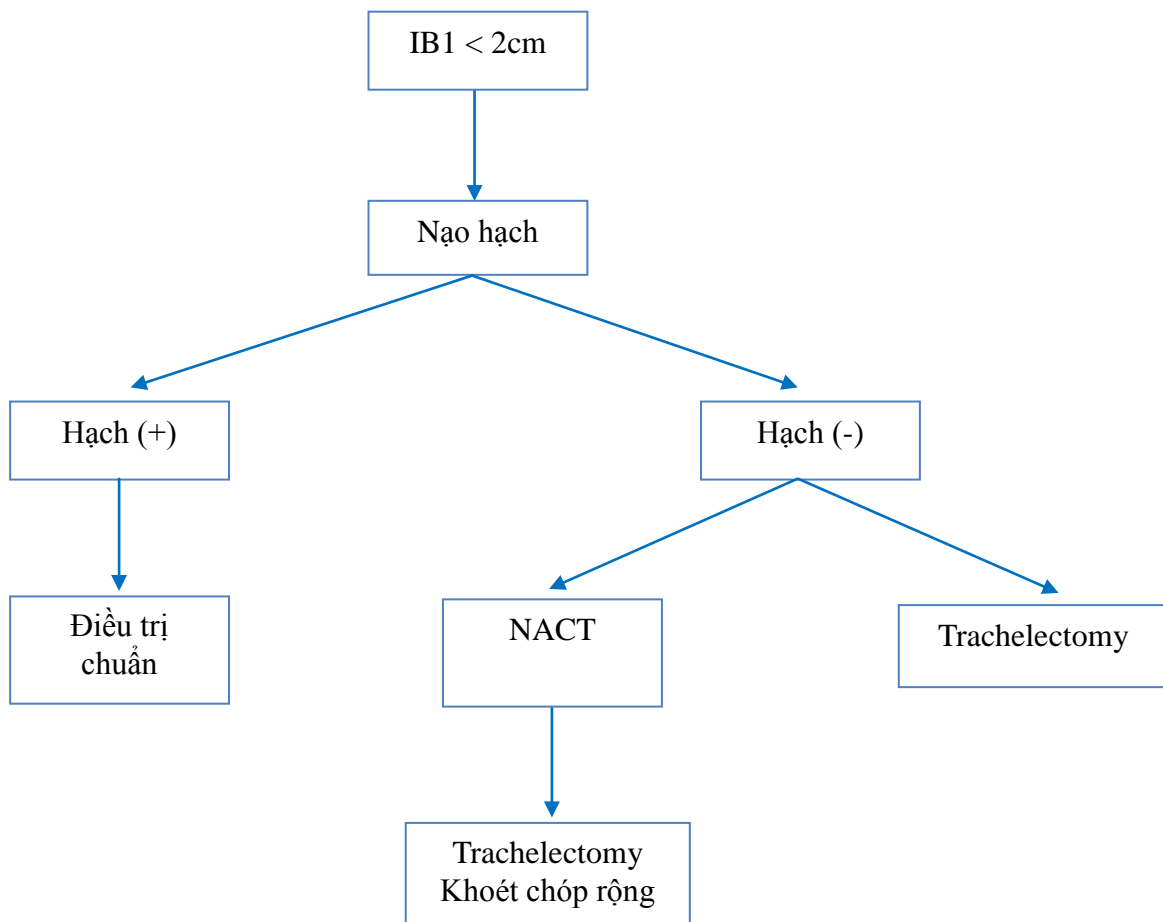 IB1 < 2cm
Nạo hạch
Hạch (+)
Hạch (-)
Điều trị
chuẩn
NACT
Trachelectomy
Trachelectomy
Khoét chóp rộng